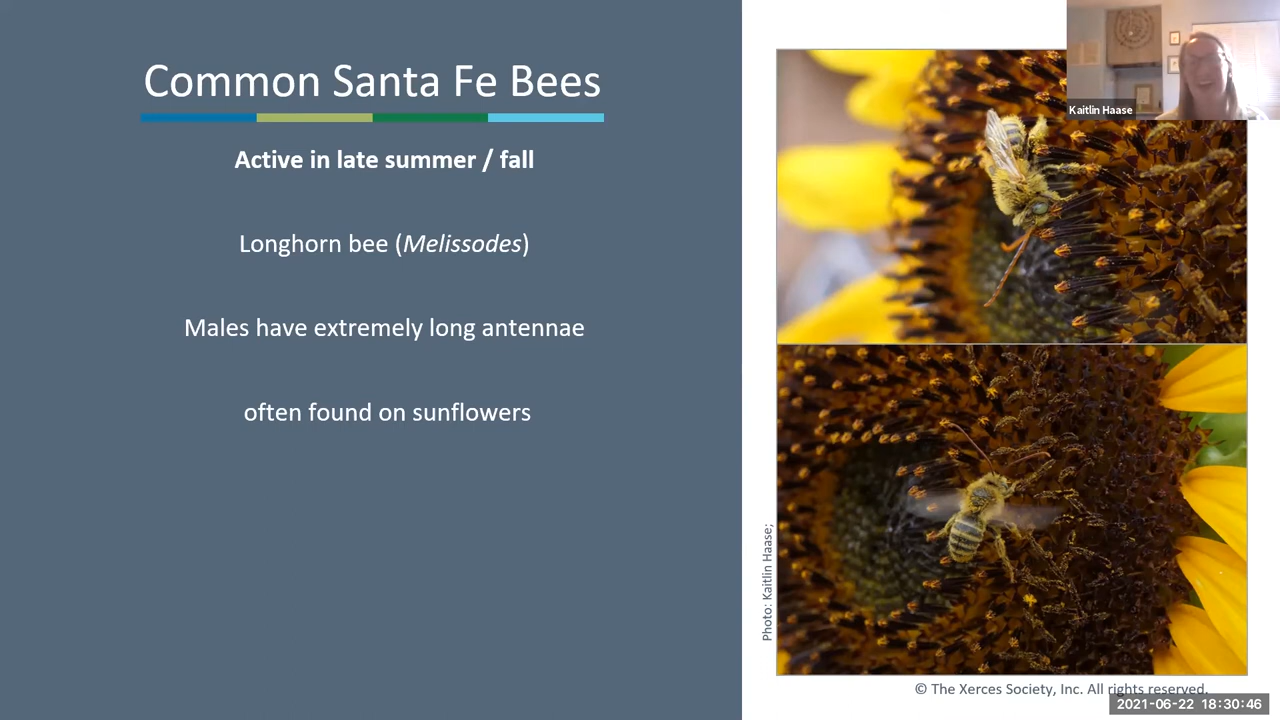 Common Santa Fe Bees
Active in late summer / fall
Longhorn bee (Melissodes)
Males have extremely long antennae
often found on sunflowers
Kaitlin Haase
Photo: Kaitlin Haase;
© The Xerces Society, Inc. All rights reserved.
2021-06-22 18:30:46